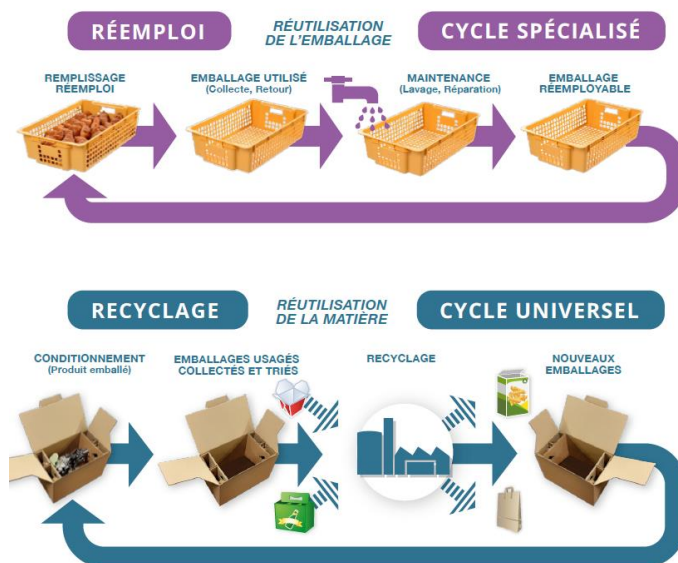 RÉEMPLOI
RÉUTILISATION
DE L'EMBALLAGE
CYCLE SPÉCIALISÉ
REMPLISSAGE
RÉEMPLOI
EMBALLAGE UTILISÉ
(Collecte, Retour)
MAINTENANCE
(Lavage, Réparation)
EMBALLAGE
RÉEMPLOYABLE
RECYCLAGE
RÉUTILISATION
DE LA MATIÈRE
CYCLE UNIVERSEL
CONDITIONNEMENT
(Produit emballé)
EMBALLAGES USAGÉS
COLLECTÉS ET TRIÉS
RECYCLAGE
NOUVEAUX
EMBALLAGES